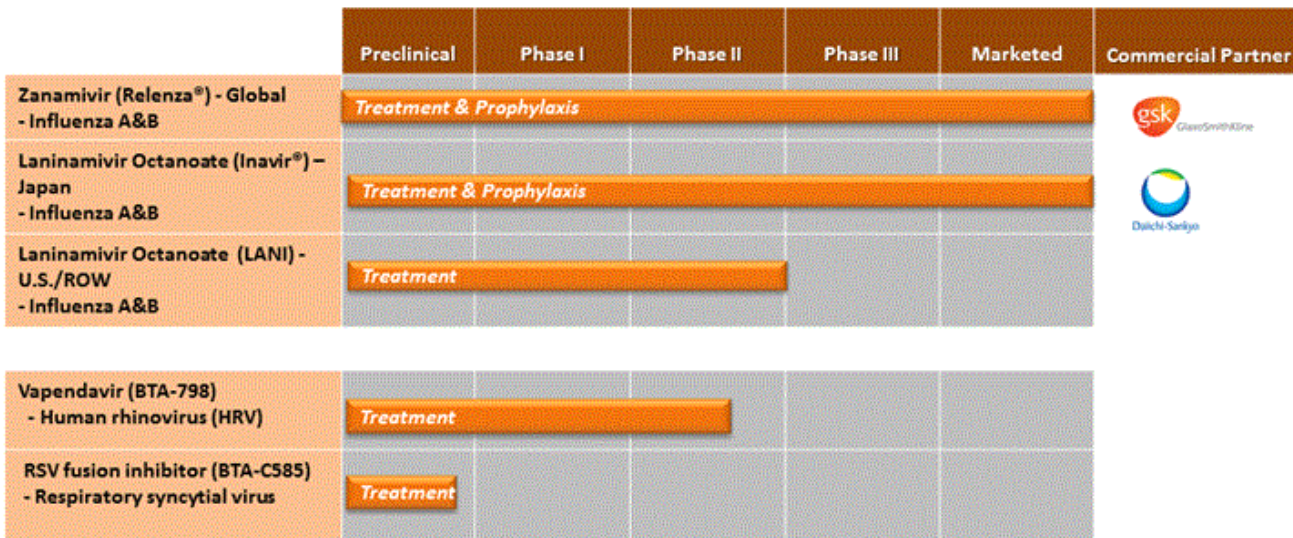 Preclinical Phase I Phase II Phase III Marketed Commercial Partner
Zanamivir (Relenza®) - Global
- Influenza A&B
Treatment & Prophylaxis
gsk
GlaxoSmithKline
Laninamivir Octanoate (Inavir®) –
Japan
- Influenza A&B
Treatment & Prophylaxis
Daiichi-Sankyo
Laninamivir Octanoate (LANI) -
U.S./ROW
- Influenza A&B
Treatment
Vapendavir (BTA-798)
- Human rhinovirus (HRV)
Treatment
RSV fusion inhibitor (BTA-C585)
- Respiratory syncytial virus
Treatment